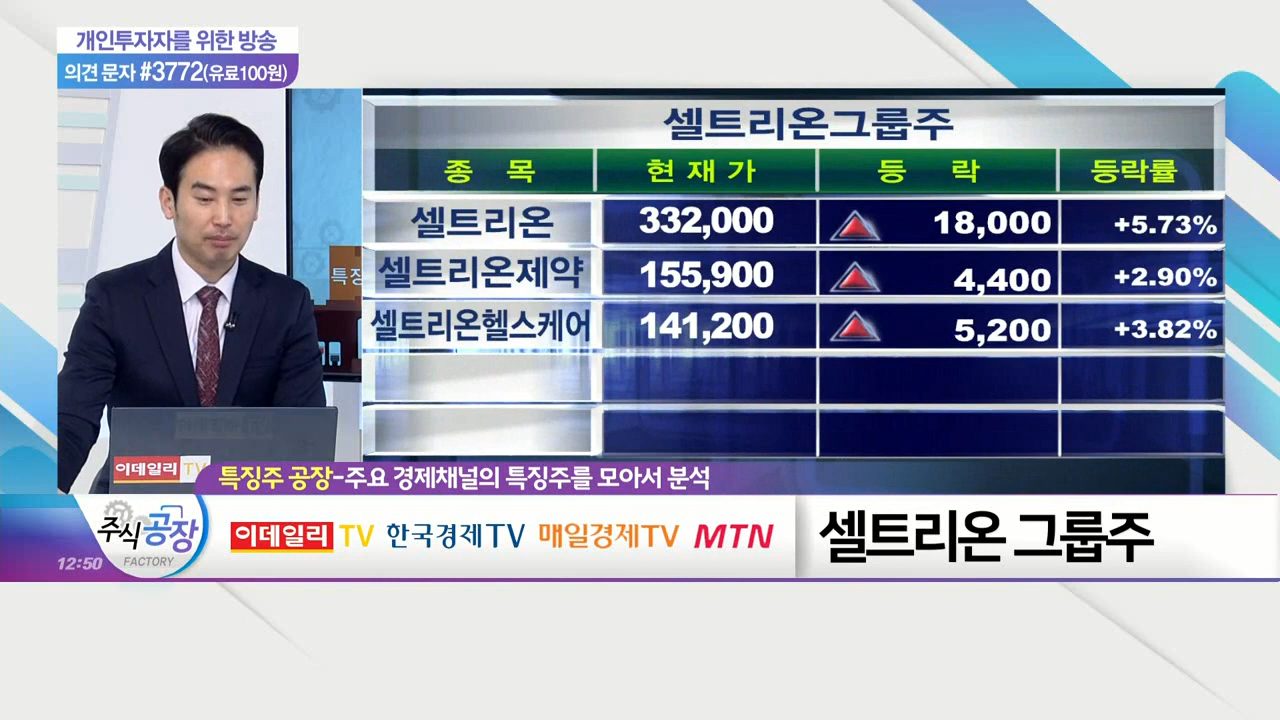 개인투자자를 위한 방송
의견 문자 #3772(유료100원)
셀트리온그룹주
종 목 현 재 가 등 락 등락률
셀트리온 332,000 18,000 +5.73%
셀트리온제약 155,900 4,400 +2.90%
셀트리온헬스케어 141,200 5,200 +3.82%
특징
이데일리 TV
특징주 공장-주요 경제채널의 특징주를 모아서 분석
주식공장
FACTORY
12:50
이데일리 TV 한국경제TV 매일경제TV MTN
셀트리온 그룹주